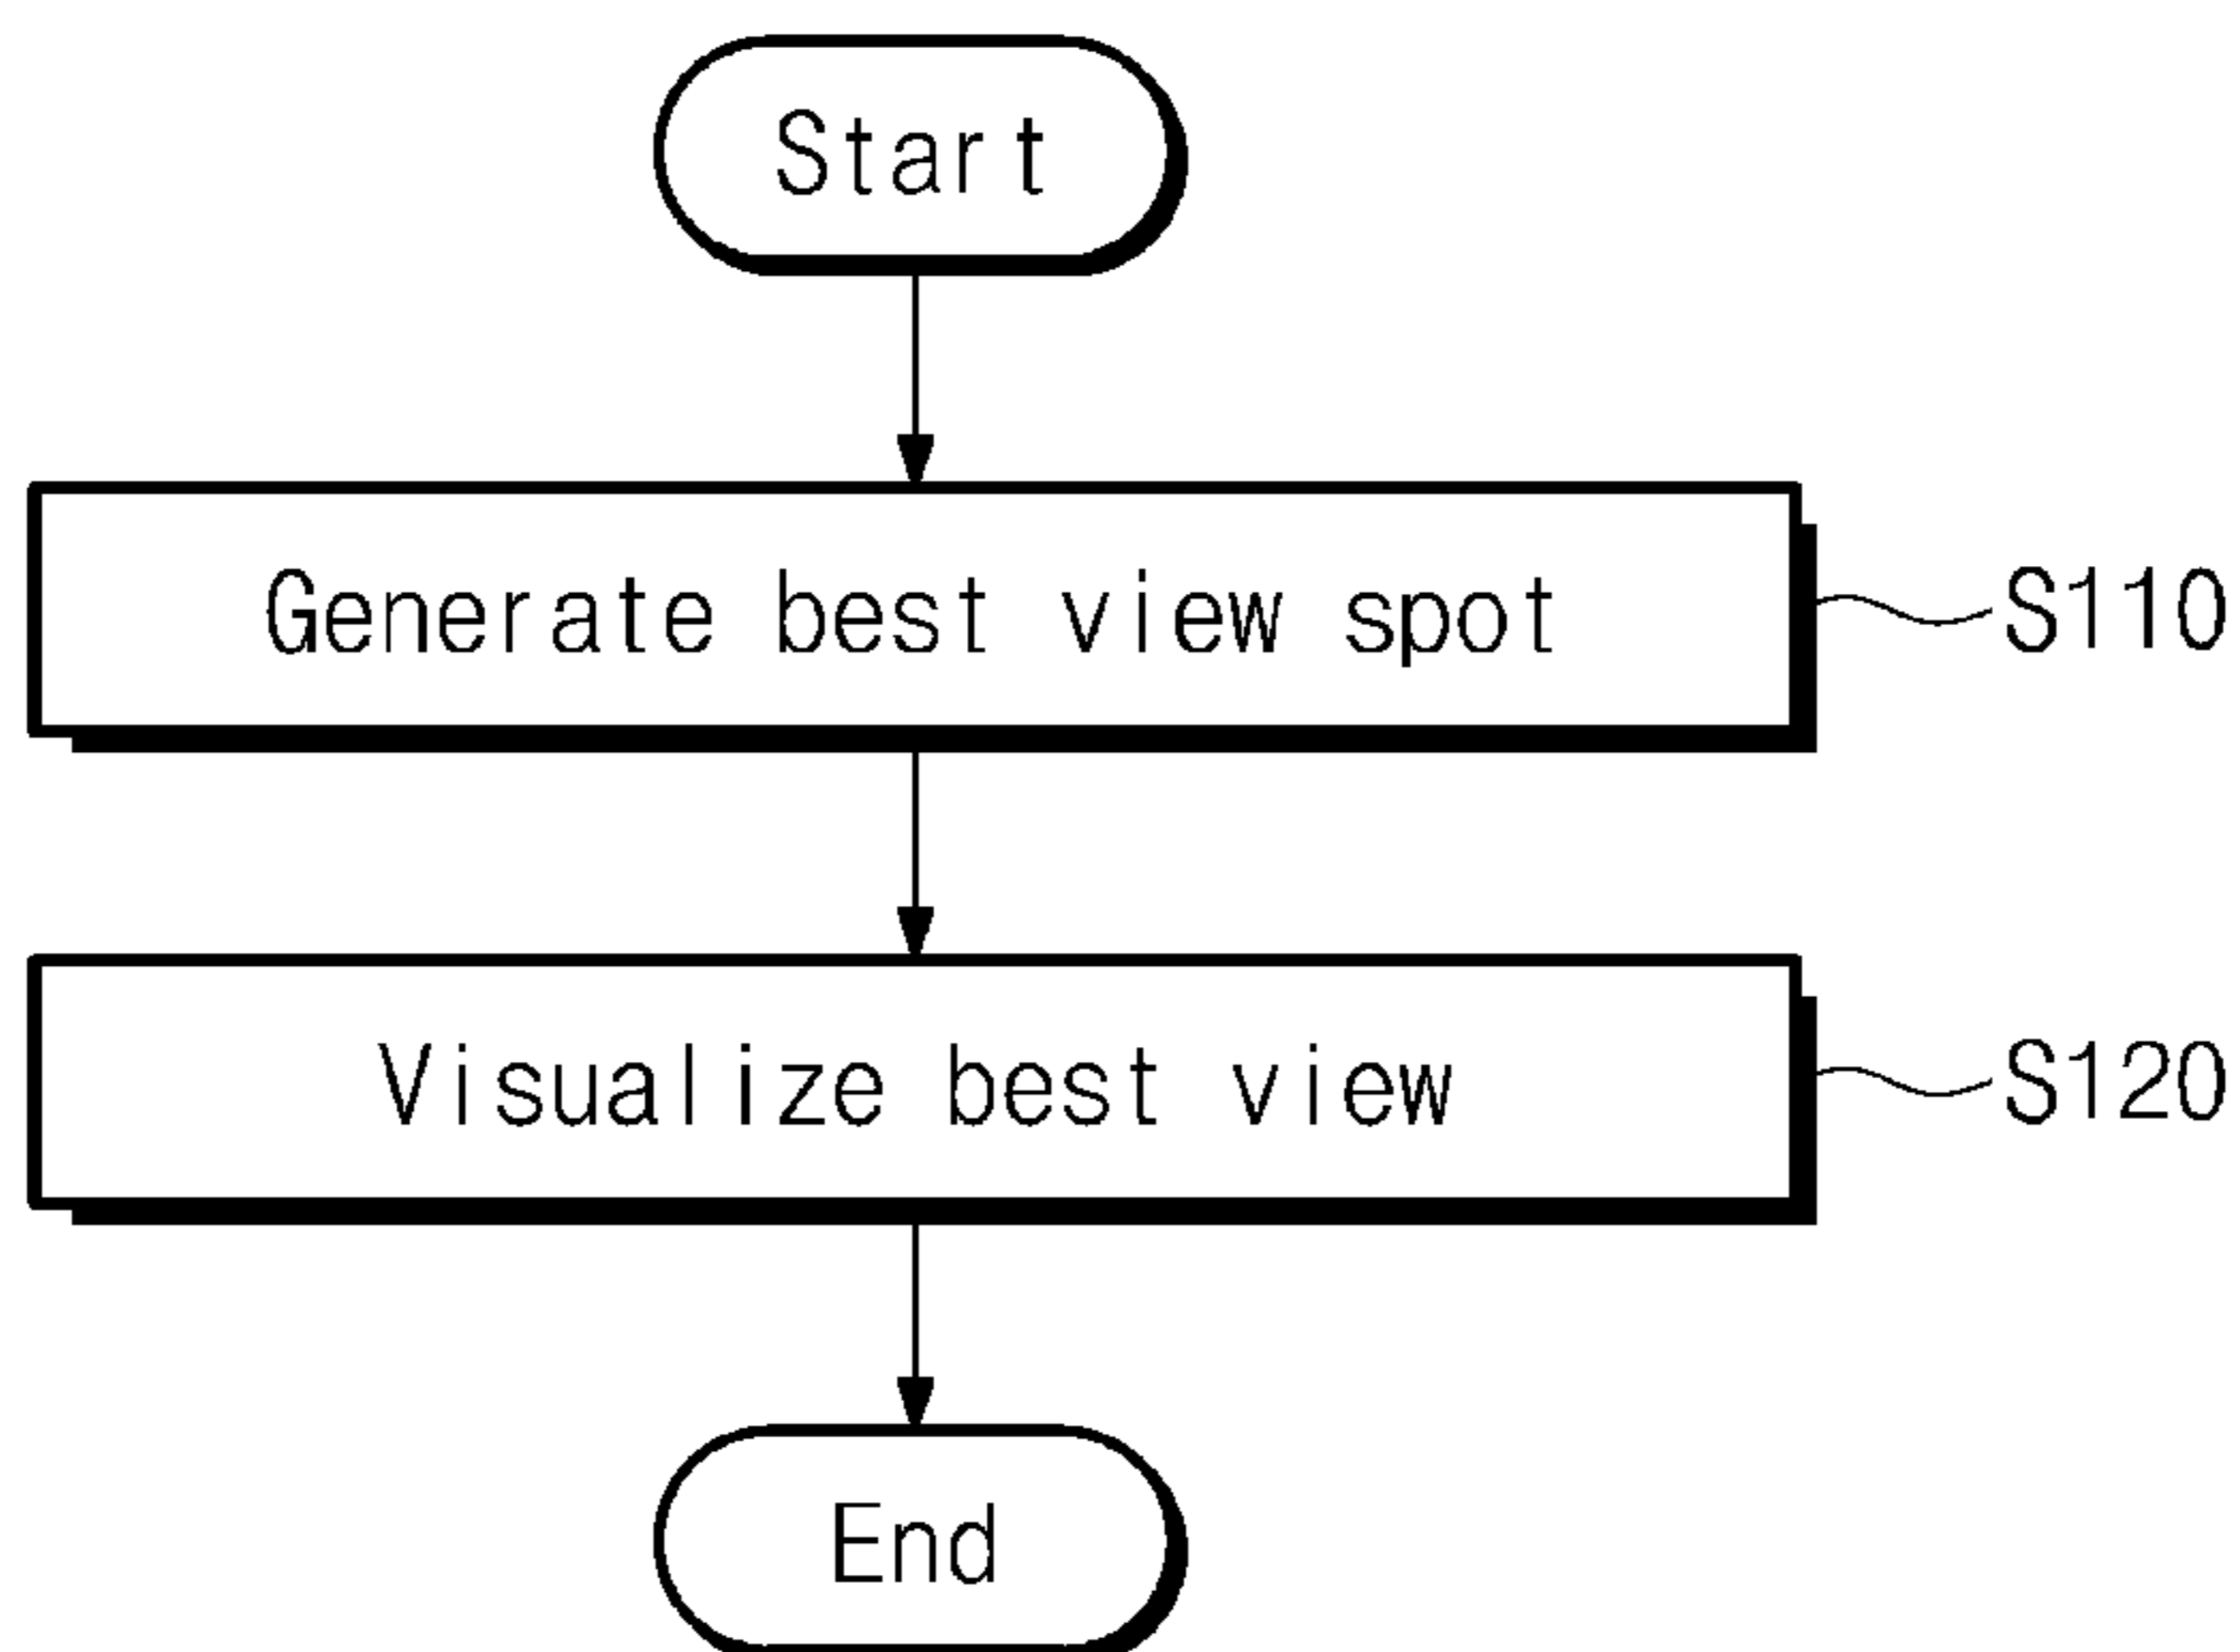 Start
Generate best view spot
S110
Visualize best view
S120
End